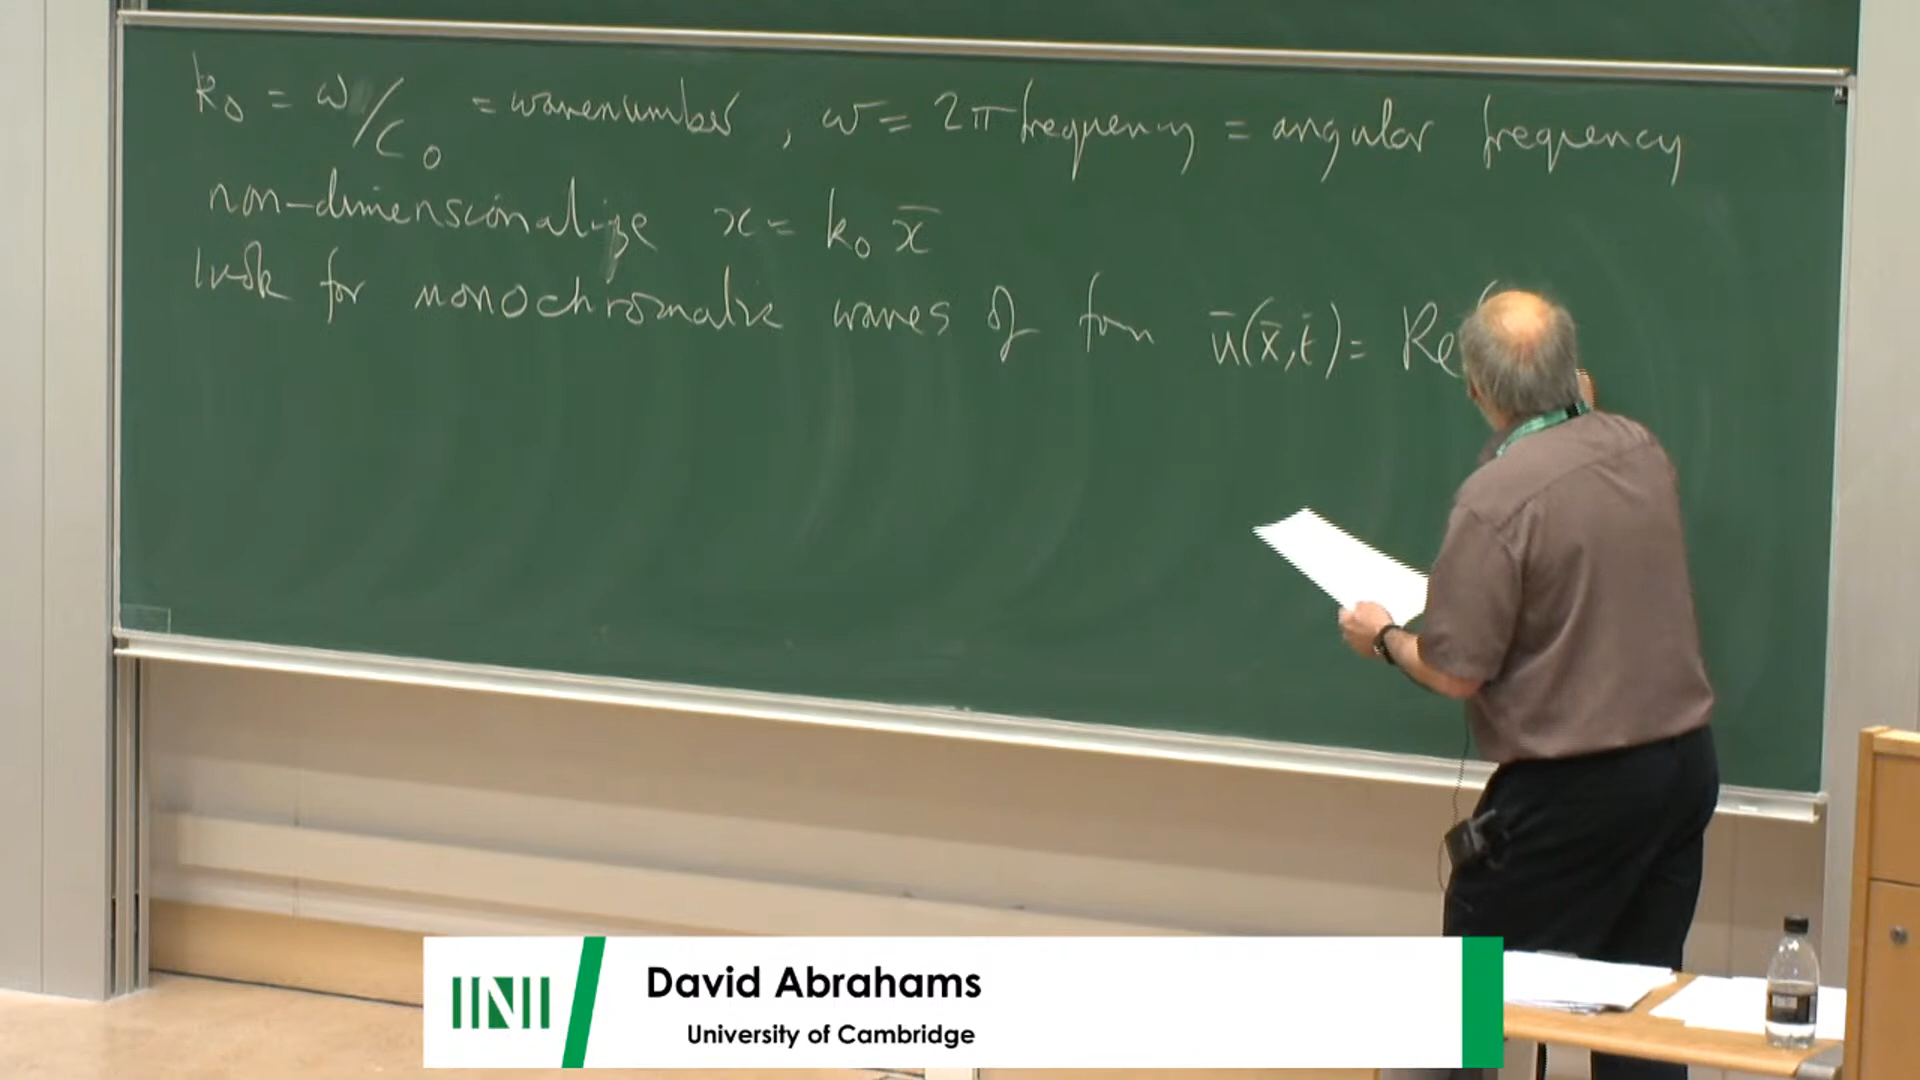 k₀ = ω/c₀ = wavenumber, ω = 2π frequency = angular frequency
non-dimensionalize x = k₀ x̄
look for monochromatic waves of form ū(x̄,t̄) = Re(
INI
David Abrahams
University of Cambridge